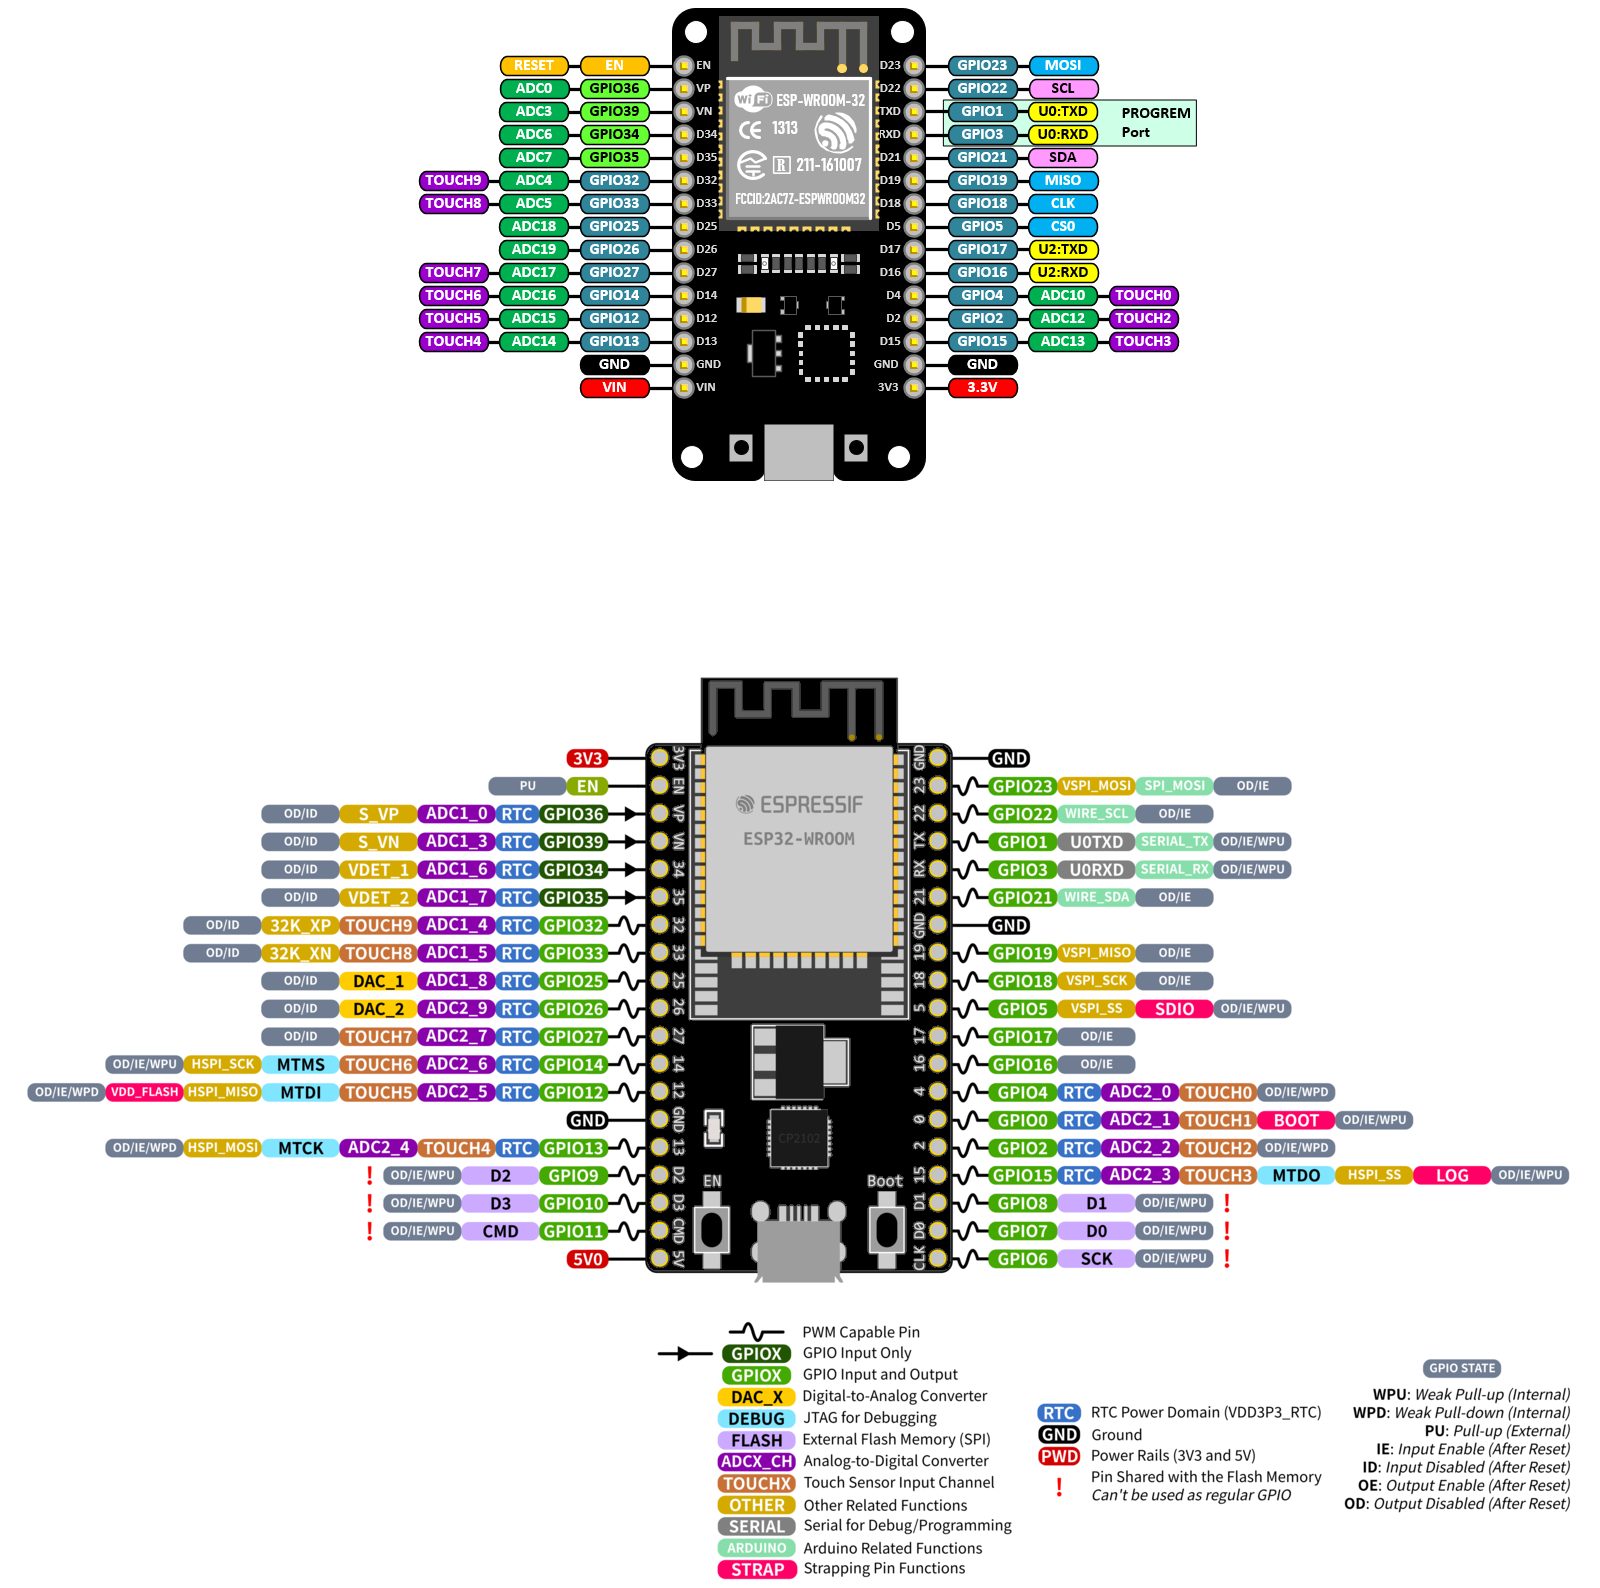 RESET EN EN D23 GPIO23 MOSI
ADC0 GPIO36 VP D22 GPIO22 SCL
ADC3 GPIO39 VN TXD GPIO1 U0:TXD PROGREM
ADC6 GPIO34 D34 RXD GPIO3 U0:RXD Port
ADC7 GPIO35 D35 D21 GPIO21 SDA
TOUCH9 ADC4 GPIO32 D32 D19 GPIO19 MISO
TOUCH8 ADC5 GPIO33 D33 D18 GPIO18 CLK
ADC18 GPIO25 D25 D5 GPIO5 CS0
ADC19 GPIO26 D26 D17 GPIO17 U2:TXD
TOUCH7 ADC17 GPIO27 D27 D16 GPIO16 U2:RXD
TOUCH6 ADC16 GPIO14 D14 D4 GPIO4 ADC10 TOUCH0
TOUCH5 ADC15 GPIO12 D12 D2 GPIO2 ADC12 TOUCH2
TOUCH4 ADC14 GPIO13 D13 D15 GPIO15 ADC13 TOUCH3
GND GND GND GND
VIN VIN 3V3 3.3V
WiFi ESP-WROOM-32
CE 1313
R 211-161007
FCCID:2AC7Z-ESPWROOM32
3V3 3V3 GND GND
PU EN EN 23 GPIO23 VSPI_MOSI SPI_MOSI OD/IE
OD/ID S_VP ADC1_0 RTC GPIO36 VP 22 GPIO22 WIRE_SCL OD/IE
OD/ID S_VN ADC1_3 RTC GPIO39 VN TX GPIO1 U0TXD SERIAL_TX OD/IE/WPU
OD/ID VDET_1 ADC1_6 RTC GPIO34 34 RX GPIO3 U0RXD SERIAL_RX OD/IE/WPU
OD/ID VDET_2 ADC1_7 RTC GPIO35 35 21 GPIO21 WIRE_SDA OD/IE
OD/ID 32K_XP TOUCH9 ADC1_4 RTC GPIO32 32 GND GND
OD/ID 32K_XN TOUCH8 ADC1_5 RTC GPIO33 33 19 GPIO19 VSPI_MISO OD/IE
OD/ID DAC_1 ADC1_8 RTC GPIO25 25 18 GPIO18 VSPI_SCK OD/IE
OD/ID DAC_2 ADC2_9 RTC GPIO26 26 5 GPIO5 VSPI_SS SDIO OD/IE/WPU
OD/ID TOUCH7 ADC2_7 RTC GPIO27 27 17 GPIO17 OD/IE
OD/IE/WPU HSPI_SCK MTMS TOUCH6 ADC2_6 RTC GPIO14 14 16 GPIO16 OD/IE
OD/IE/WPD VDD_FLASH HSPI_MISO MTDI TOUCH5 ADC2_5 RTC GPIO12 12 4 GPIO4 RTC ADC2_0 TOUCH0 OD/IE/WPD
GND GND 0 GPIO0 RTC ADC2_1 TOUCH1 BOOT OD/IE/WPU
OD/IE/WPD HSPI_MOSI MTCK ADC2_4 TOUCH4 RTC GPIO13 13 2 GPIO2 RTC ADC2_2 TOUCH2 OD/IE/WPD
! OD/IE/WPU D2 GPIO9 D2 15 GPIO15 RTC ADC2_3 TOUCH3 MTDO HSPI_SS LOG OD/IE/WPU
! OD/IE/WPU D3 GPIO10 D3 D1 GPIO8 D1 OD/IE/WPU !
! OD/IE/WPU CMD GPIO11 CMD D0 GPIO7 D0 OD/IE/WPU !
5V0 5V CLK GPIO6 SCK OD/IE/WPU !
ESPRESSIF
ESP32-WROOM
CP2102
EN Boot
PWM Capable Pin
GPIOX GPIO Input Only
GPIOX GPIO Input and Output
DAC_X Digital-to-Analog Converter
DEBUG JTAG for Debugging
FLASH External Flash Memory (SPI)
ADCX_CH Analog-to-Digital Converter
TOUCHX Touch Sensor Input Channel
OTHER Other Related Functions
SERIAL Serial for Debug/Programming
ARDUINO Arduino Related Functions
STRAP Strapping Pin Functions
RTC RTC Power Domain (VDD3P3_RTC)
GND Ground
PWD Power Rails (3V3 and 5V)
! Pin Shared with the Flash Memory
Can't be used as regular GPIO
GPIO STATE
WPU: Weak Pull-up (Internal)
WPD: Weak Pull-down (Internal)
PU: Pull-up (External)
IE: Input Enable (After Reset)
ID: Input Disabled (After Reset)
OE: Output Enable (After Reset)
OD: Output Disabled (After Reset)